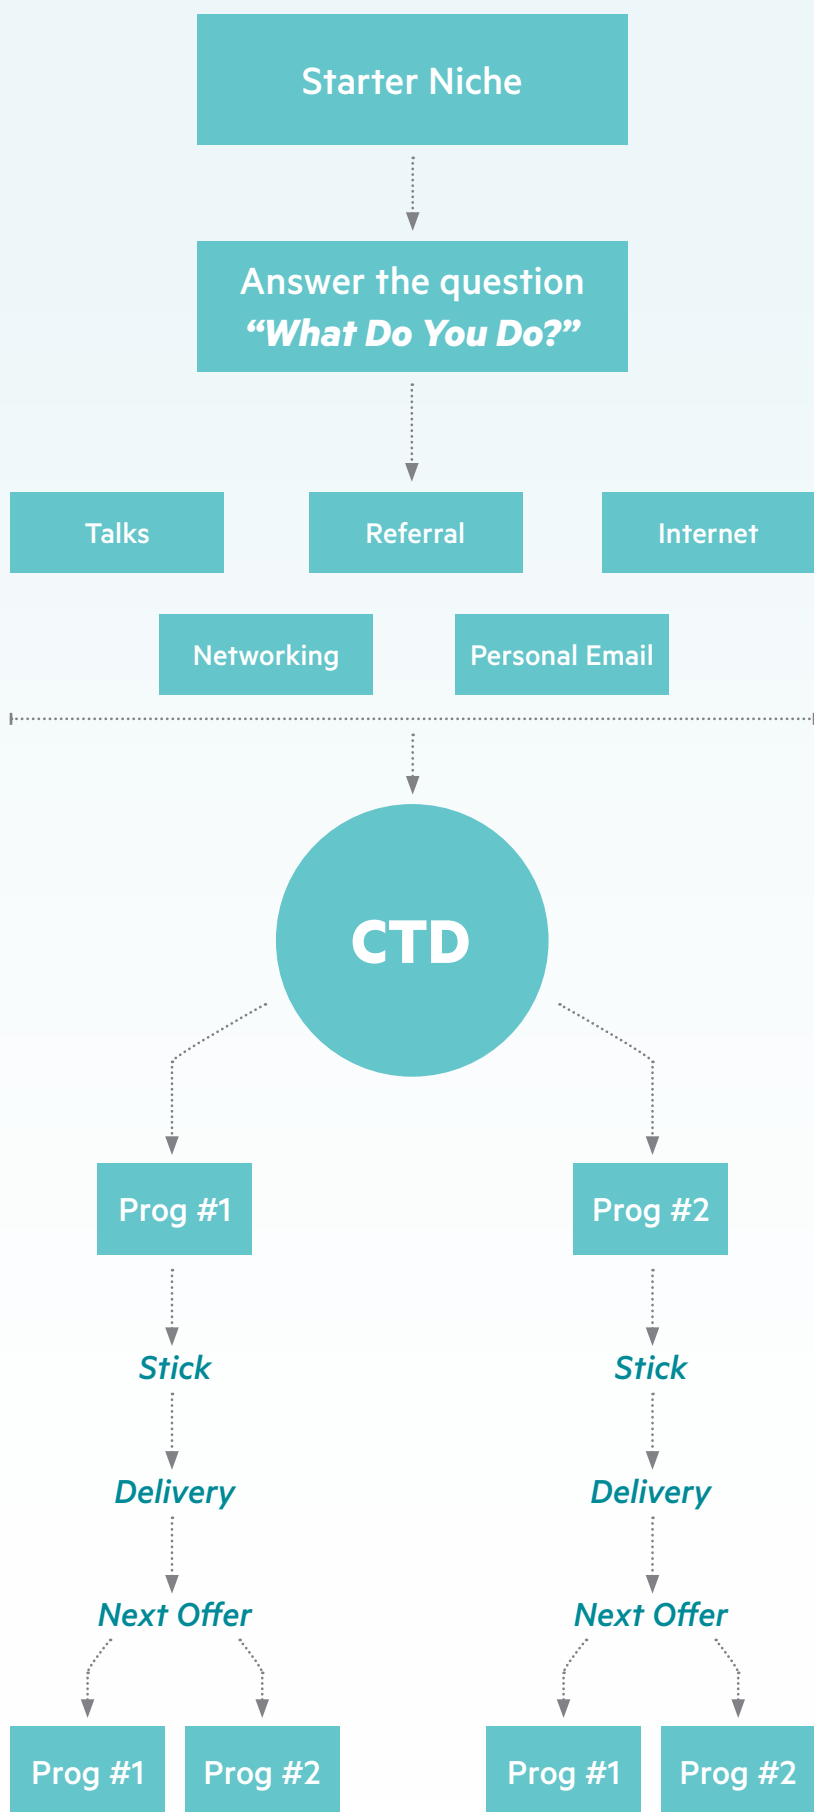 Starter Niche
Answer the question
“What Do You Do?”
Talks
Referral
Internet
Networking
Personal Email
CTD
Prog #1
Prog #2
Stick
Stick
Delivery
Delivery
Next Offer
Next Offer
Prog #1
Prog #2
Prog #1
Prog #2